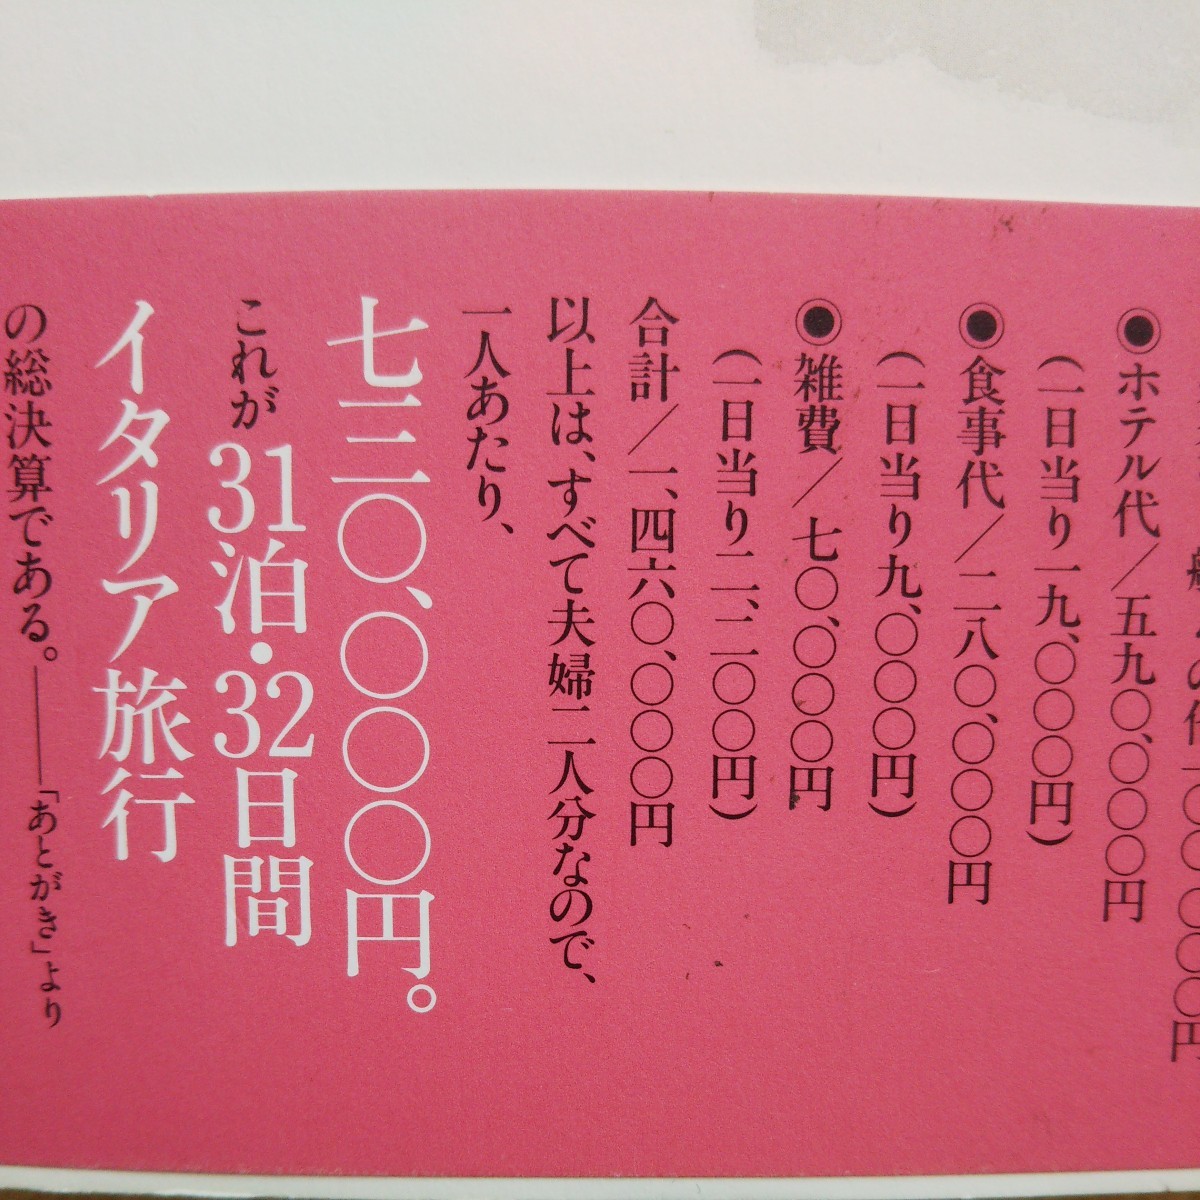 ◉ホテル代／五九〇、〇〇〇円
（一日当り一九、〇〇〇円）
◉食事代／二八〇、〇〇〇円
（一日当り九、〇〇〇円）
◉雑費／七〇、〇〇〇円
（一日当り二、二〇〇円）
合計／一、四六〇、〇〇〇円
以上は、すべて夫婦二人分なので、
一人あたり、
七三〇、〇〇〇円。
これが31泊・32日間
イタリア旅行
の総決算である。――「あとがき」より